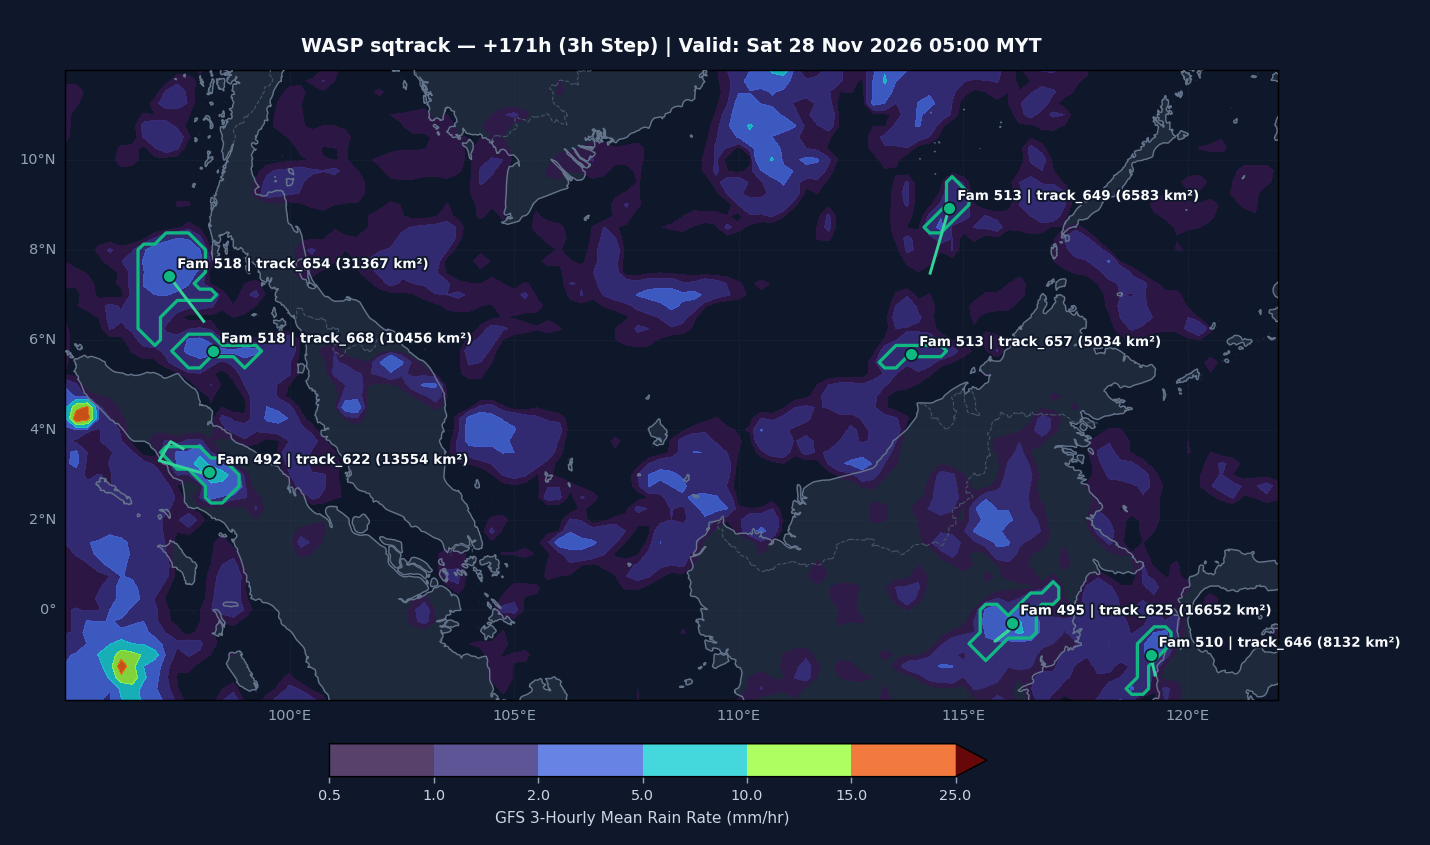 WASP sqtrack — +171h (3h Step) | Valid: Sat 28 Nov 2026 05:00 MYT
10°N
8°N
6°N
4°N
2°N
0°
Fam 513 | track_649 (6583 km²)
Fam 518 | track_654 (31367 km²)
Fam 518 | track_668 (10456 km²)
Fam 513 | track_657 (5034 km²)
Fam 492 | track_622 (13554 km²)
Fam 495 | track_625 (16652 km²)
Fam 510 | track_646 (8132 km²)
100°E 105°E 110°E 115°E 120°E
0.5 1.0 2.0 5.0 10.0 15.0 25.0
GFS 3-Hourly Mean Rain Rate (mm/hr)